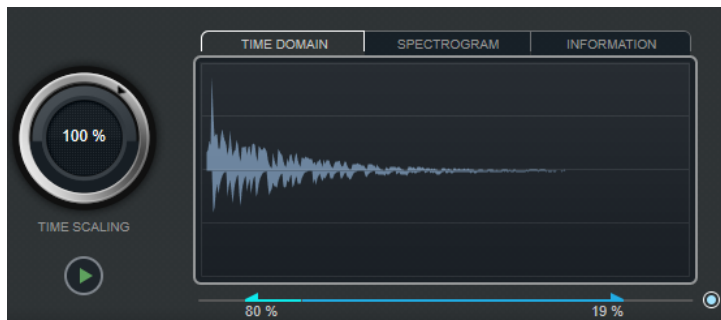 TIME DOMAIN SPECTROGRAM INFORMATION
100 %
TIME SCALING
80 % 19 %